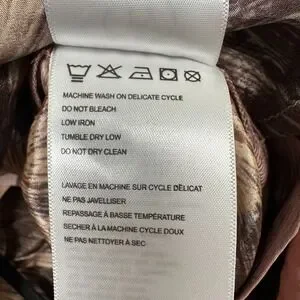 MACHINE WASH ON DELICATE CYCLE
DO NOT BLEACH
LOW IRON
TUMBLE DRY LOW
DO NOT DRY CLEAN
LAVAGE EN MACHINE SUR CYCLE DÉLICAT
NE PAS JAVELLISER
REPASSAGE À BASSE TEMPÉRATURE
SECHER À LA MACHINE CYCLE DOUX
NE PAS NETTOYER À SEC